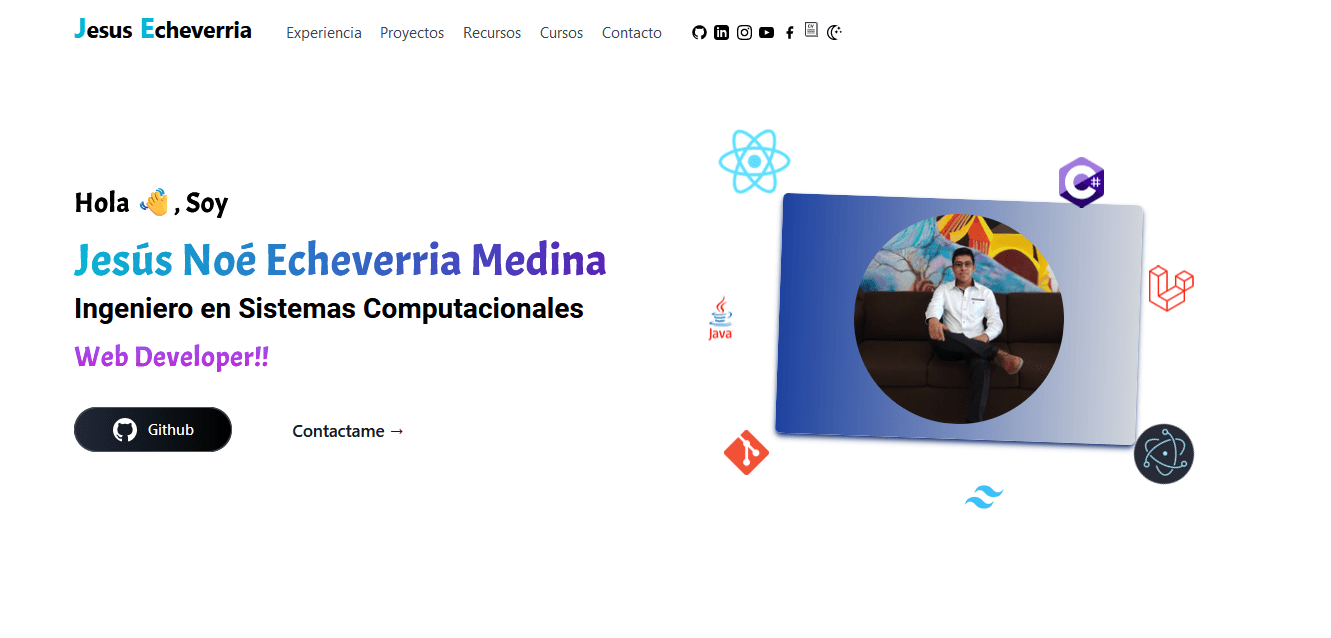 Jesus Echeverria
Experiencia Proyectos Recursos Cursos Contacto
CV
Hola 👋, Soy
Jesús Noé Echeverria Medina
Ingeniero en Sistemas Computacionales
Web Developer!!
Github
Contactame →
C#
Java